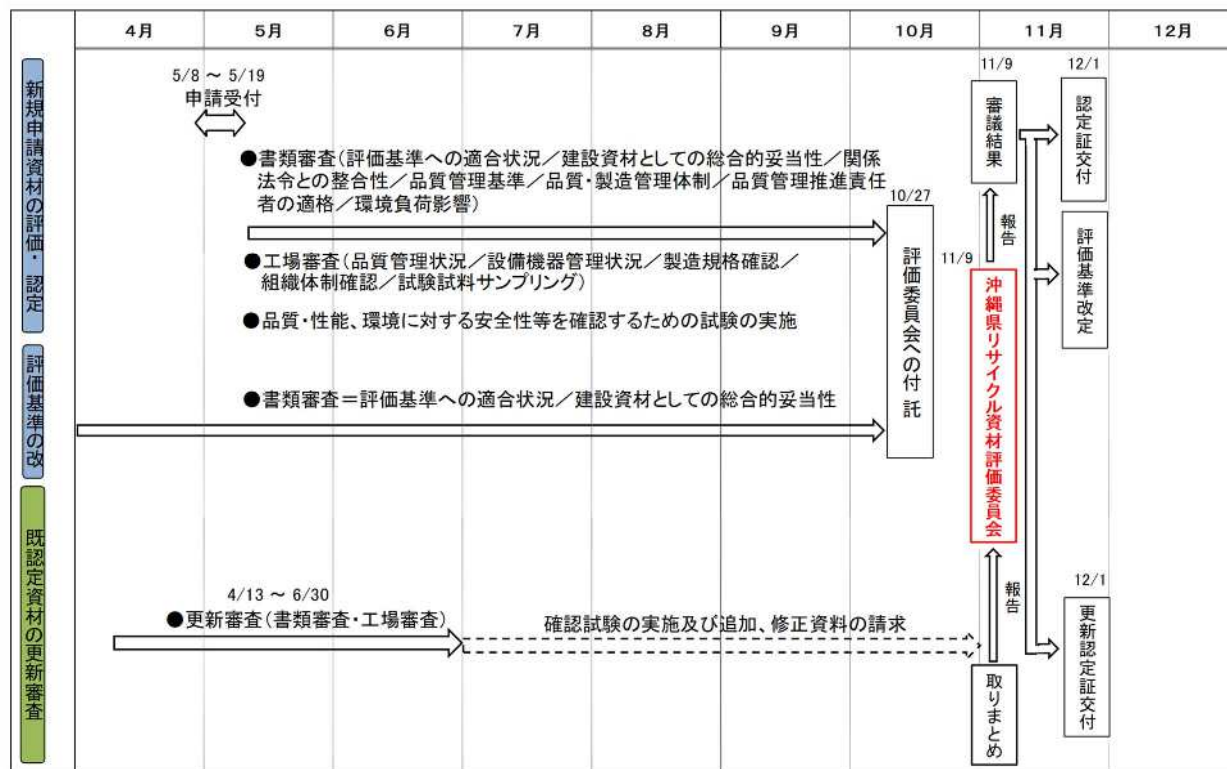 4月
5月
6月
7月
8月
9月
10月
11月
12月
新規申請資材の評価・認定
5/8 ～ 5/19
申請受付
●書類審査(評価基準への適合状況／建設資材としての総合的妥当性／関係
法令との整合性／品質管理基準／品質・製造管理体制／品質管理推進責任
者の適格／環境負荷影響)
●工場審査(品質管理状況／設備機器管理状況／製造規格確認／
組織体制確認／試験試料サンプリング)
●品質・性能、環境に対する安全性等を確認するための試験の実施
10/27
評価委員会への付託
11/9
審議結果
報告
11/9
沖縄県リサイクル資材評価委員会
12/1
認定証交付
評価基準改定
評価基準の改
●書類審査＝評価基準への適合状況／建設資材としての総合的妥当性
既認定資材の更新審査
4/13 ～ 6/30
●更新審査(書類審査・工場審査)
確認試験の実施及び追加、修正資料の請求
報告
取りまとめ
12/1
更新認定証交付